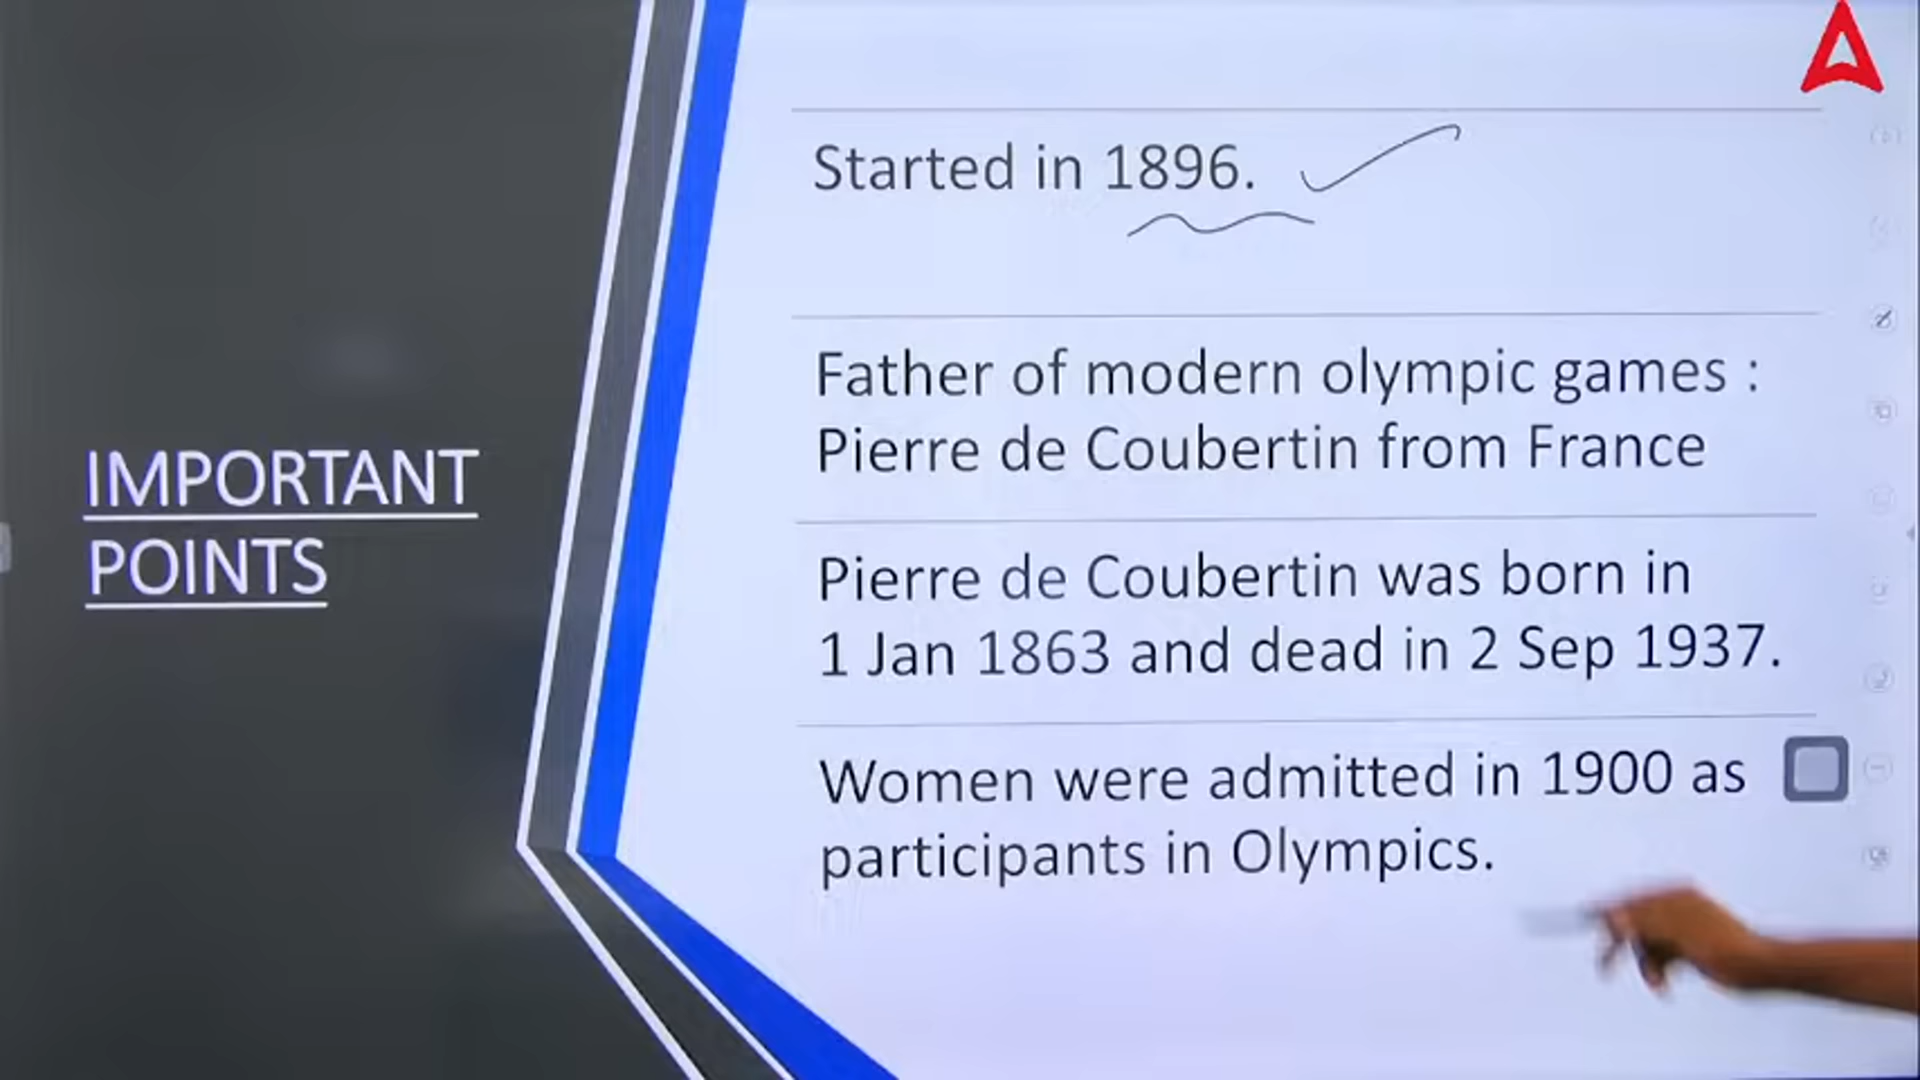 Started in 1896.
Father of modern olympic games :
Pierre de Coubertin from France
IMPORTANT
POINTS
Pierre de Coubertin was born in
1 Jan 1863 and dead in 2 Sep 1937.
Women were admitted in 1900 as
participants in Olympics.